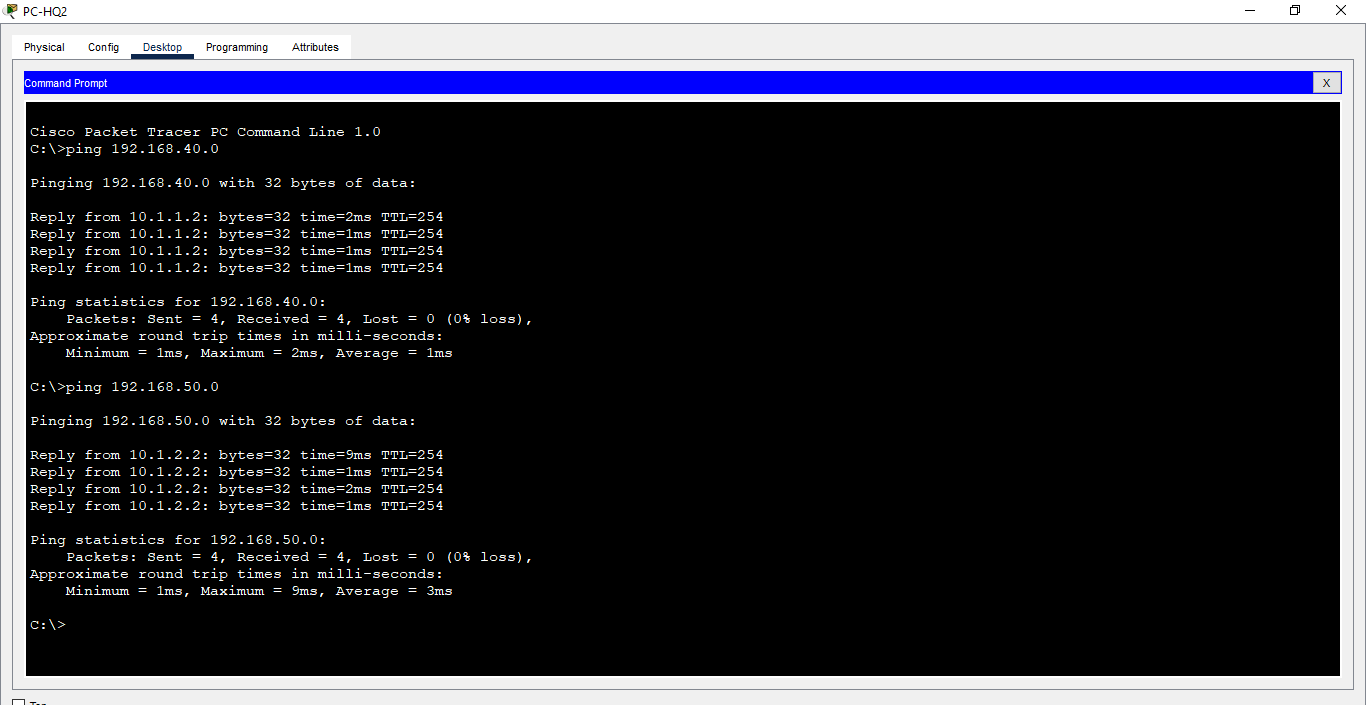 PC-HQ2
Physical Config Desktop Programming Attributes
Command Prompt X
Cisco Packet Tracer PC Command Line 1.0
C:\>ping 192.168.40.0
Pinging 192.168.40.0 with 32 bytes of data:
Reply from 10.1.1.2: bytes=32 time=2ms TTL=254
Reply from 10.1.1.2: bytes=32 time=1ms TTL=254
Reply from 10.1.1.2: bytes=32 time=1ms TTL=254
Reply from 10.1.1.2: bytes=32 time=1ms TTL=254
Ping statistics for 192.168.40.0:
Packets: Sent = 4, Received = 4, Lost = 0 (0% loss),
Approximate round trip times in milli-seconds:
Minimum = 1ms, Maximum = 2ms, Average = 1ms
C:\>ping 192.168.50.0
Pinging 192.168.50.0 with 32 bytes of data:
Reply from 10.1.2.2: bytes=32 time=9ms TTL=254
Reply from 10.1.2.2: bytes=32 time=1ms TTL=254
Reply from 10.1.2.2: bytes=32 time=2ms TTL=254
Reply from 10.1.2.2: bytes=32 time=1ms TTL=254
Ping statistics for 192.168.50.0:
Packets: Sent = 4, Received = 4, Lost = 0 (0% loss),
Approximate round trip times in milli-seconds:
Minimum = 1ms, Maximum = 9ms, Average = 3ms
C:\>